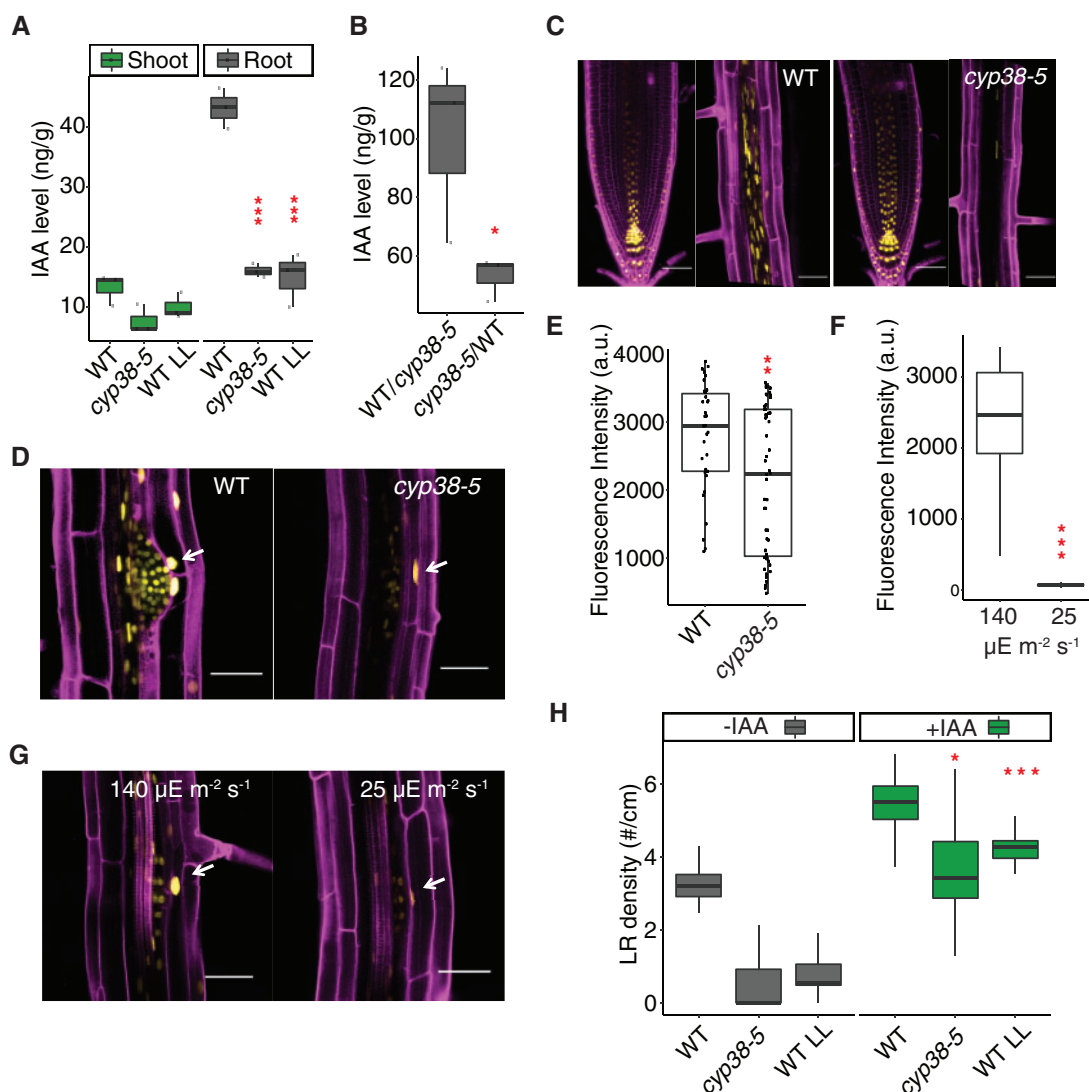 A
Shoot
Root
IAA level (ng/g)
40
30
20
10
WT
cyp38-5
WT LL
WT
cyp38-5
WT LL
***
***
B
IAA level (ng/g)
120
100
80
60
*
WT/cyp38-5
cyp38-5/WT
C
WT
cyp38-5
D
WT
cyp38-5
E
Fluorescence Intensity (a.u.)
4000
3000
2000
1000
**
WT
cyp38-5
F
Fluorescence Intensity (a.u.)
3000
2000
1000
0
***
140
25
µE m-2 s-1
G
140 µE m-2 s-1
25 µE m-2 s-1
H
-IAA
+IAA
LR density (#/cm)
6
4
2
0
*
***
WT
cyp38-5
WT LL
WT
cyp38-5
WT LL